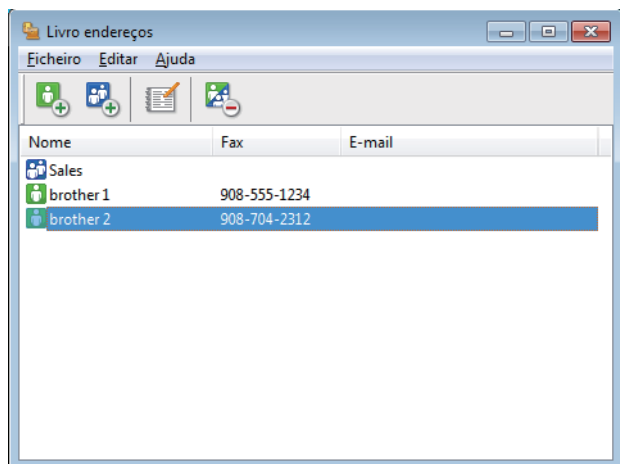 Livro endereços
Ficheiro Editar Ajuda
Nome Fax E-mail
Sales
brother 1 908-555-1234
brother 2 908-704-2312